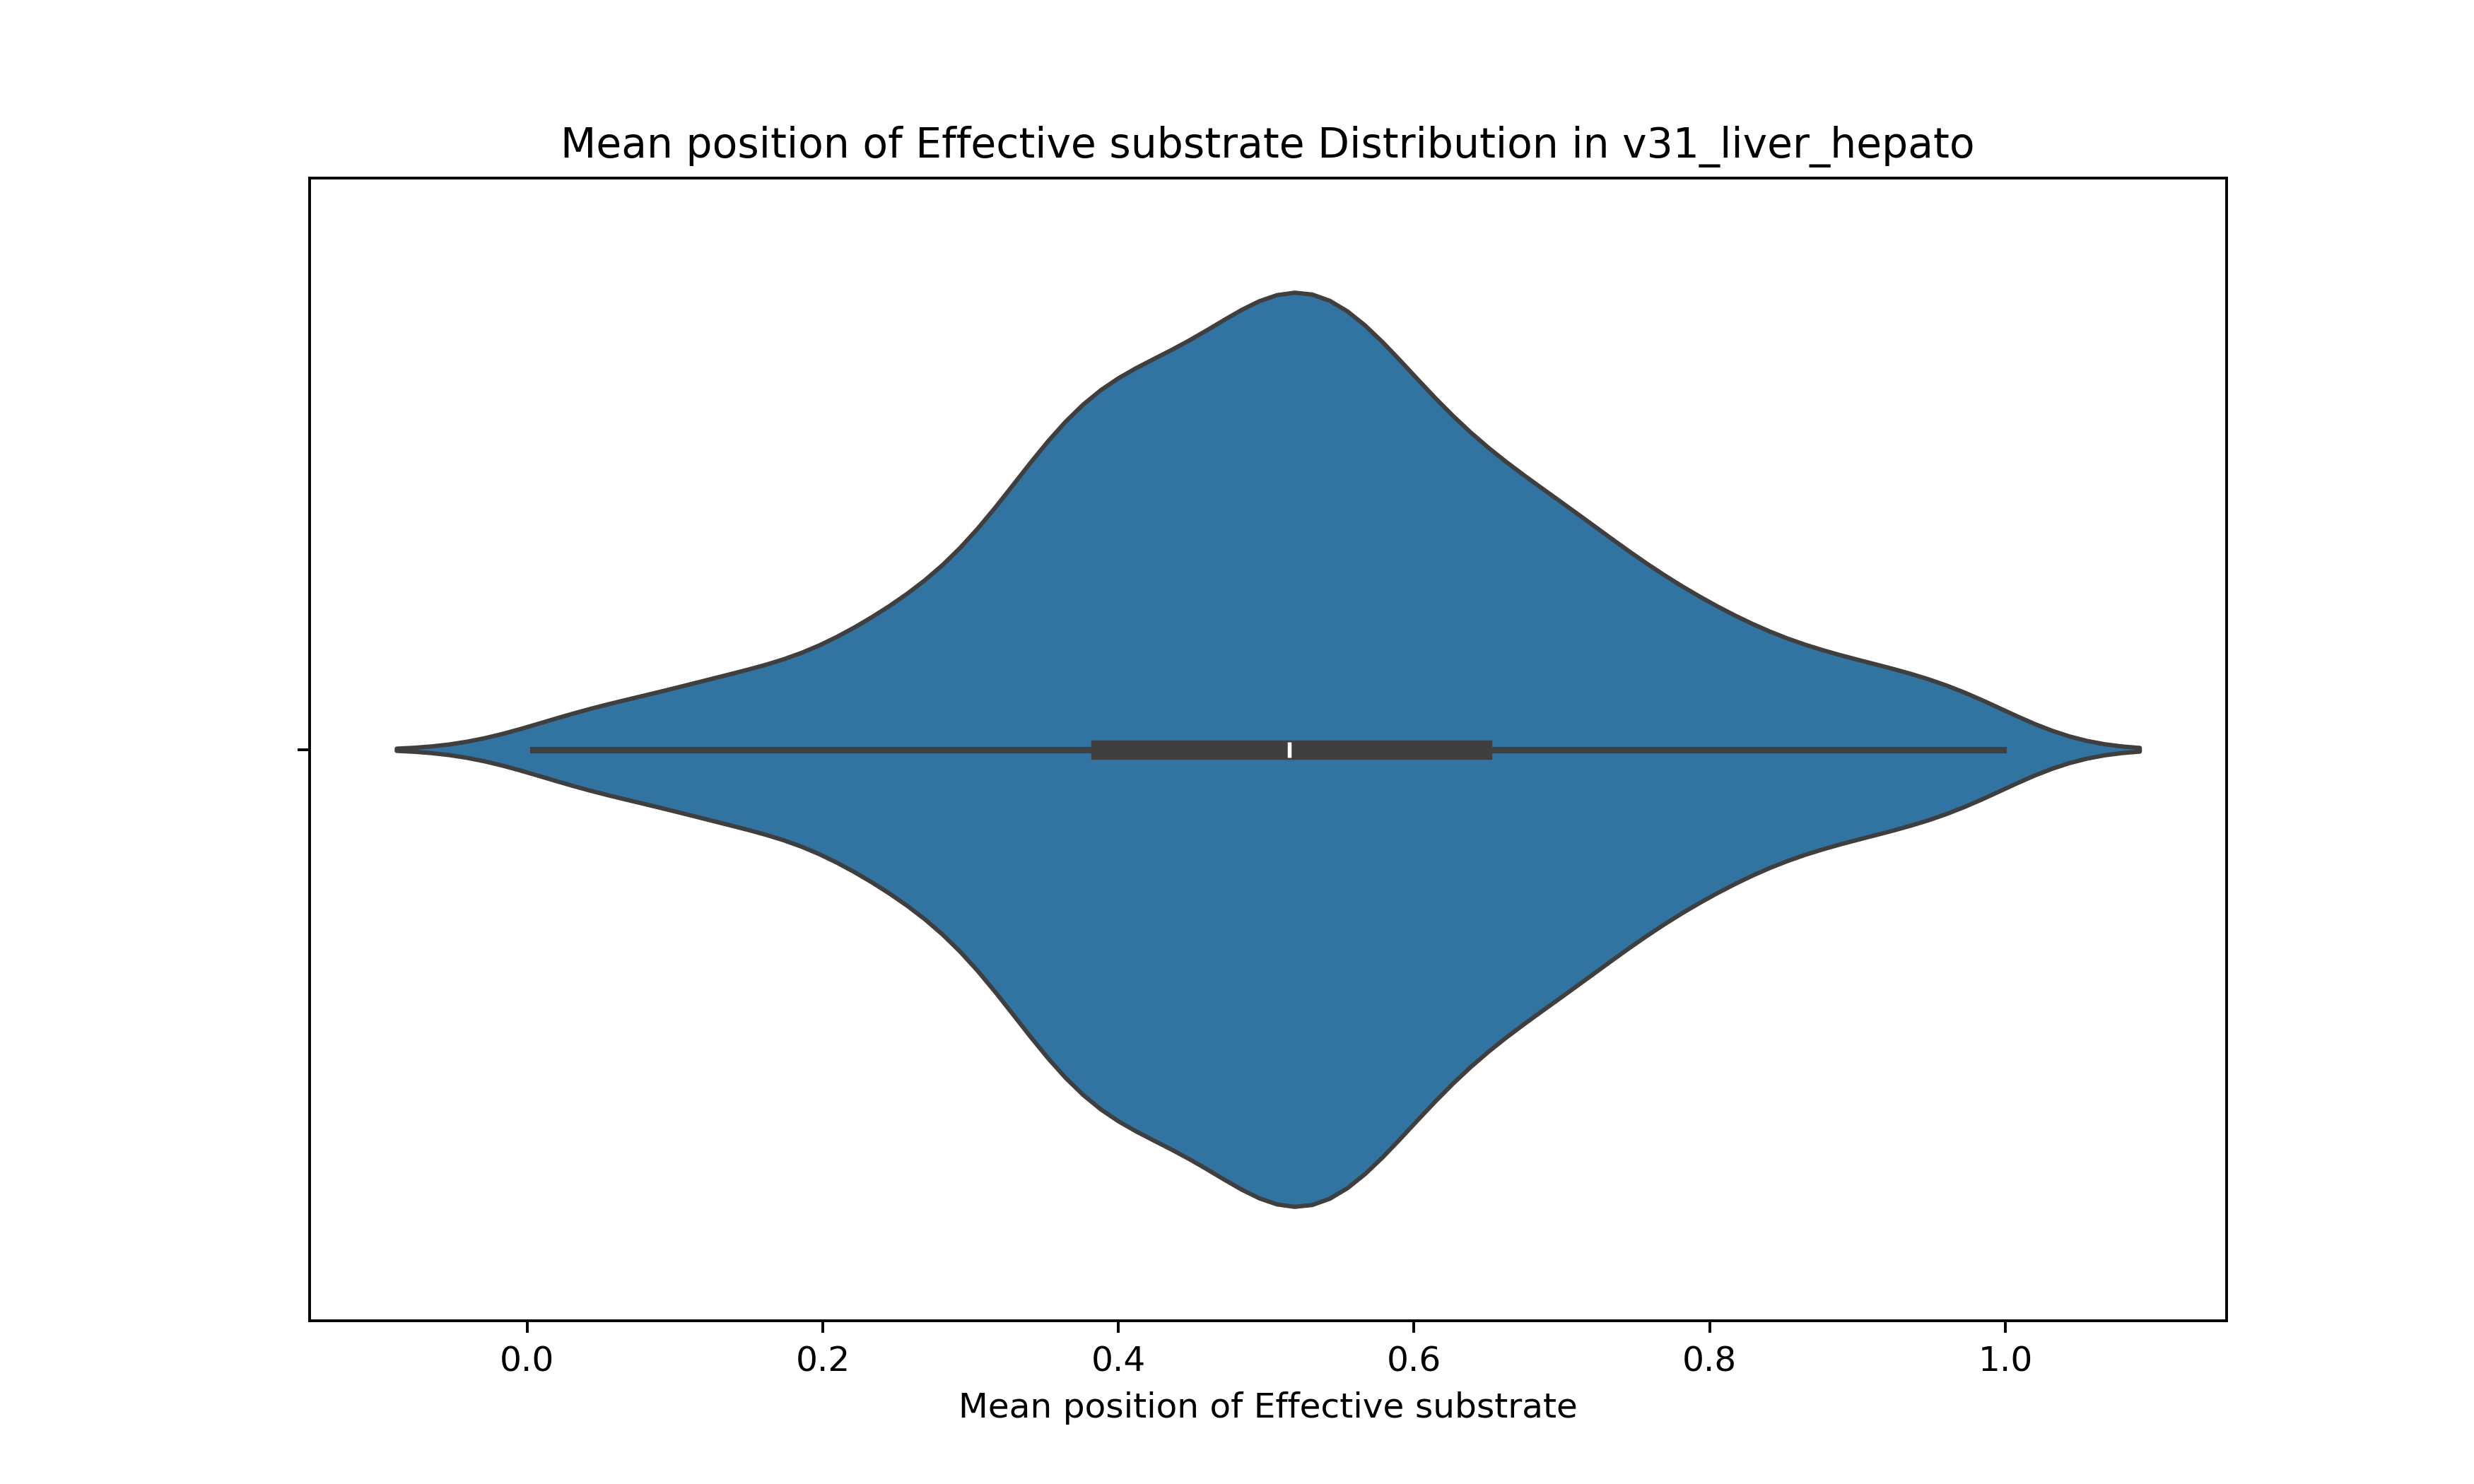 Mean position of Effective substrate Distribution in v31_liver_hepato
0.0 0.2 0.4 0.6 0.8 1.0
Mean position of Effective substrate